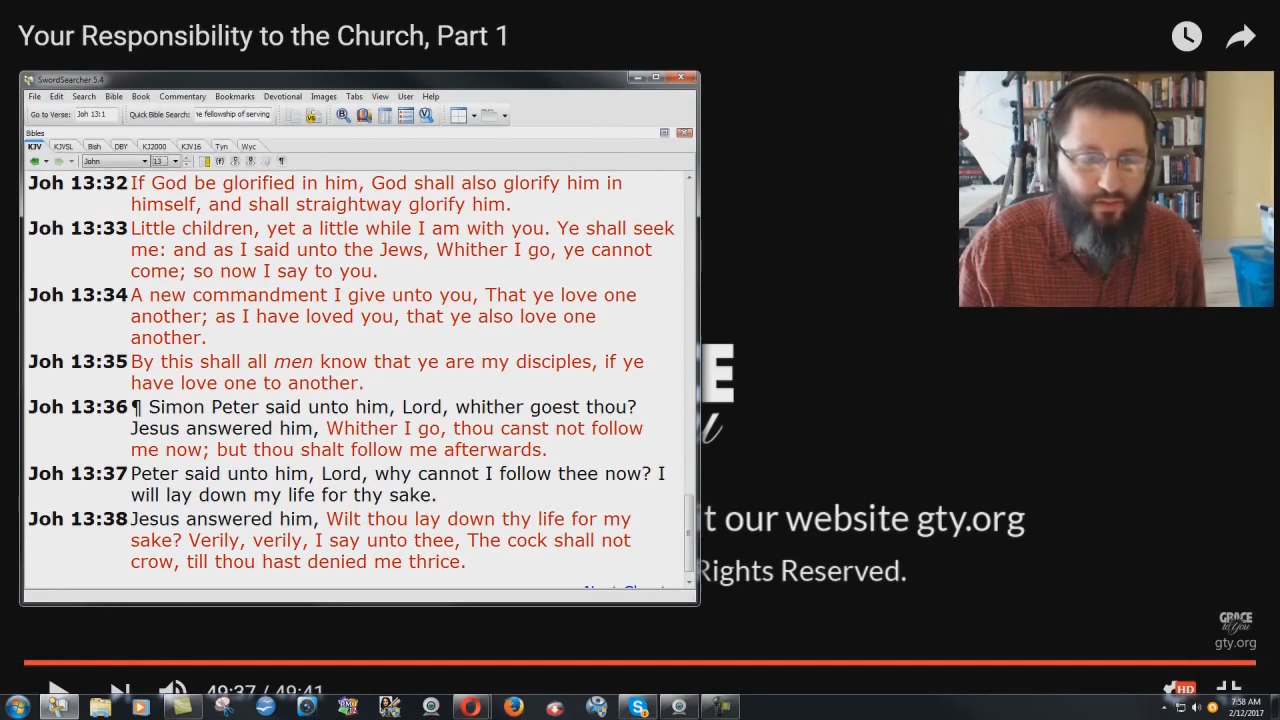 Your Responsibility to the Church, Part 1
SwordSearcher 5.4
File Edit Search Bible Book Commentary Bookmarks Devotional Images Tabs View User Help
Go to Verse: Joh 13:1 Quick Bible Search: he fellowship of serving
Bibles
KJV KJVSL Bish DBY KJ2000 KJV16 Tyn Wyc
John 13
Joh 13:32 If God be glorified in him, God shall also glorify him in
himself, and shall straightway glorify him.
Joh 13:33 Little children, yet a little while I am with you. Ye shall seek
me: and as I said unto the Jews, Whither I go, ye cannot
come; so now I say to you.
Joh 13:34 A new commandment I give unto you, That ye love one
another; as I have loved you, that ye also love one
another.
Joh 13:35 By this shall all men know that ye are my disciples, if ye
have love one to another.
Joh 13:36 ¶ Simon Peter said unto him, Lord, whither goest thou?
Jesus answered him, Whither I go, thou canst not follow
me now; but thou shalt follow me afterwards.
Joh 13:37 Peter said unto him, Lord, why cannot I follow thee now? I
will lay down my life for thy sake.
Joh 13:38 Jesus answered him, Wilt thou lay down thy life for my
sake? Verily, verily, I say unto thee, The cock shall not
crow, till thou hast denied me thrice.
E
u
t our website gty.org
Rights Reserved.
GRACE
to You
gty.org
49:37 / 49:41
HD
7:58 AM
2/12/2017